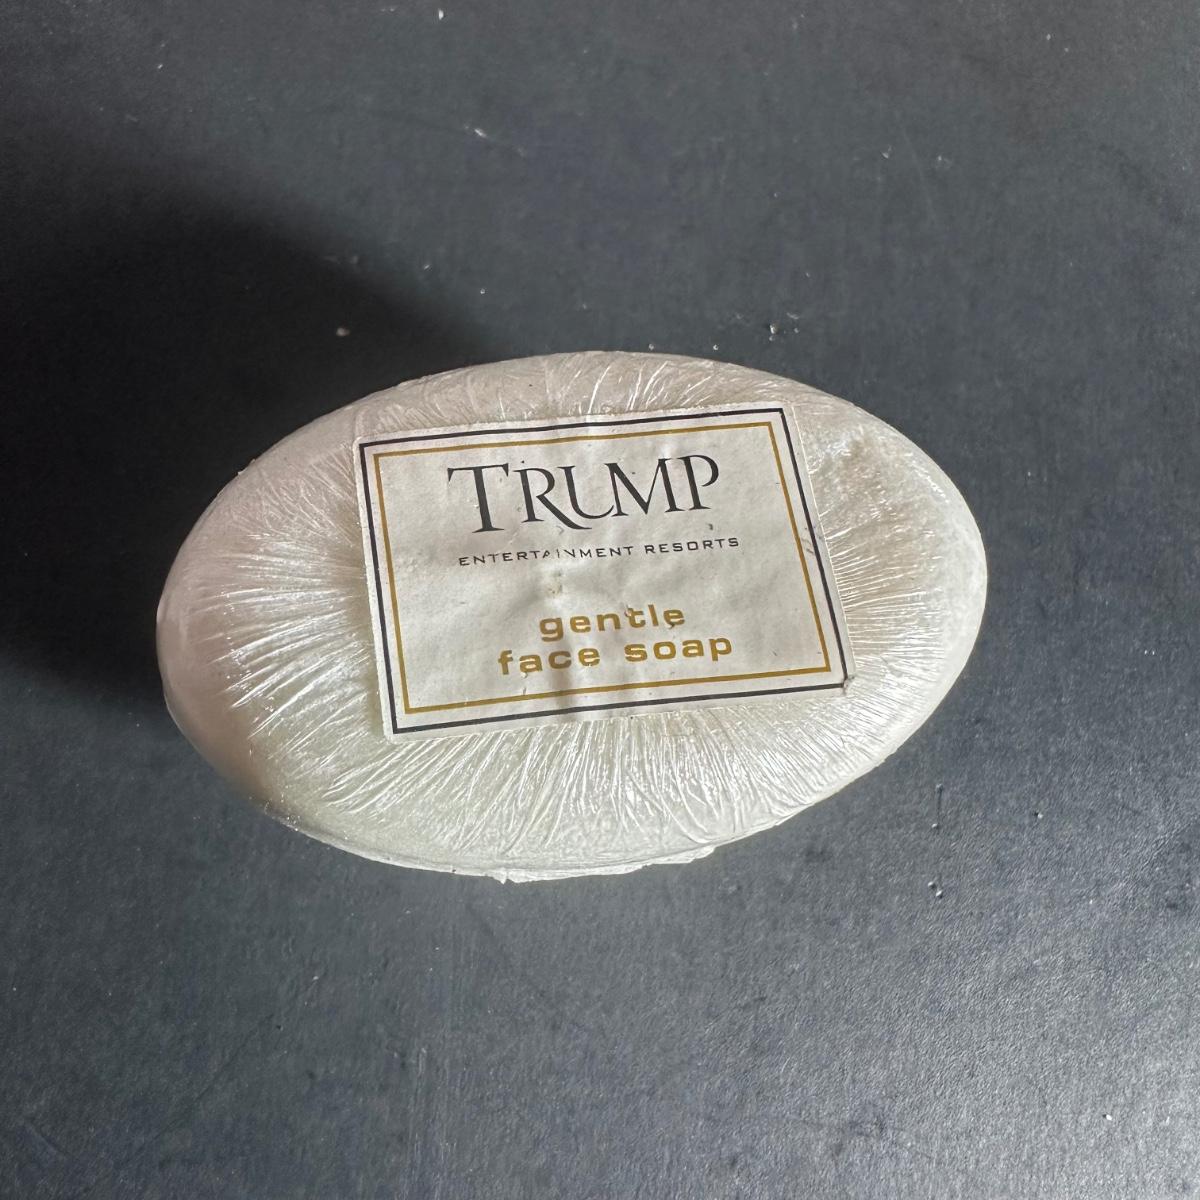 TRUMP
ENTERTAINMENT RESORTS
gentle
face soap